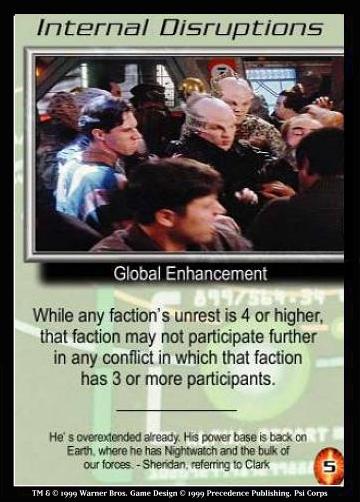 Internal Disruptions
Global Enhancement
While any faction's unrest is 4 or higher,
that faction may not participate further
in any conflict in which that faction
has 3 or more participants.
He's overextended already. His power base is back on
Earth, where he has Nightwatch and the bulk of
our forces. - Sheridan, referring to Clark
5
TM & © 1999 Warner Bros. Game Design © 1999 Precedence Publishing. Psi Corps